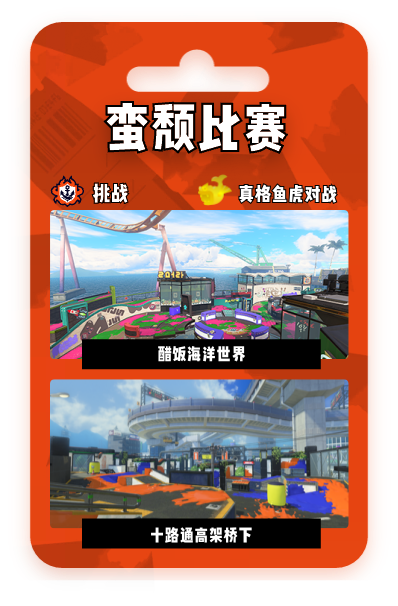 蛮颓比赛
挑战
真格鱼虎对战
醋饭海洋世界
十路通高架桥下